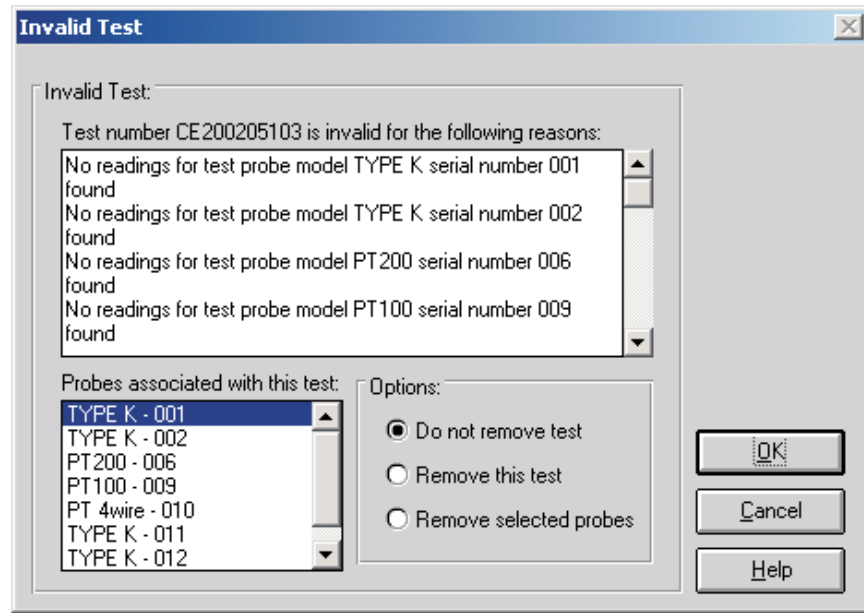 Invalid Test
Invalid Test:
Test number CE200205103 is invalid for the following reasons:
No readings for test probe model TYPE K serial number 001
found
No readings for test probe model TYPE K serial number 002
found
No readings for test probe model PT200 serial number 006
found
No readings for test probe model PT100 serial number 009
found
Probes associated with this test:
TYPE K - 001
TYPE K - 002
PT200 - 006
PT100 - 009
PT 4wire - 010
TYPE K - 011
TYPE K - 012
Options:
Do not remove test
Remove this test
Remove selected probes
OK
Cancel
Help